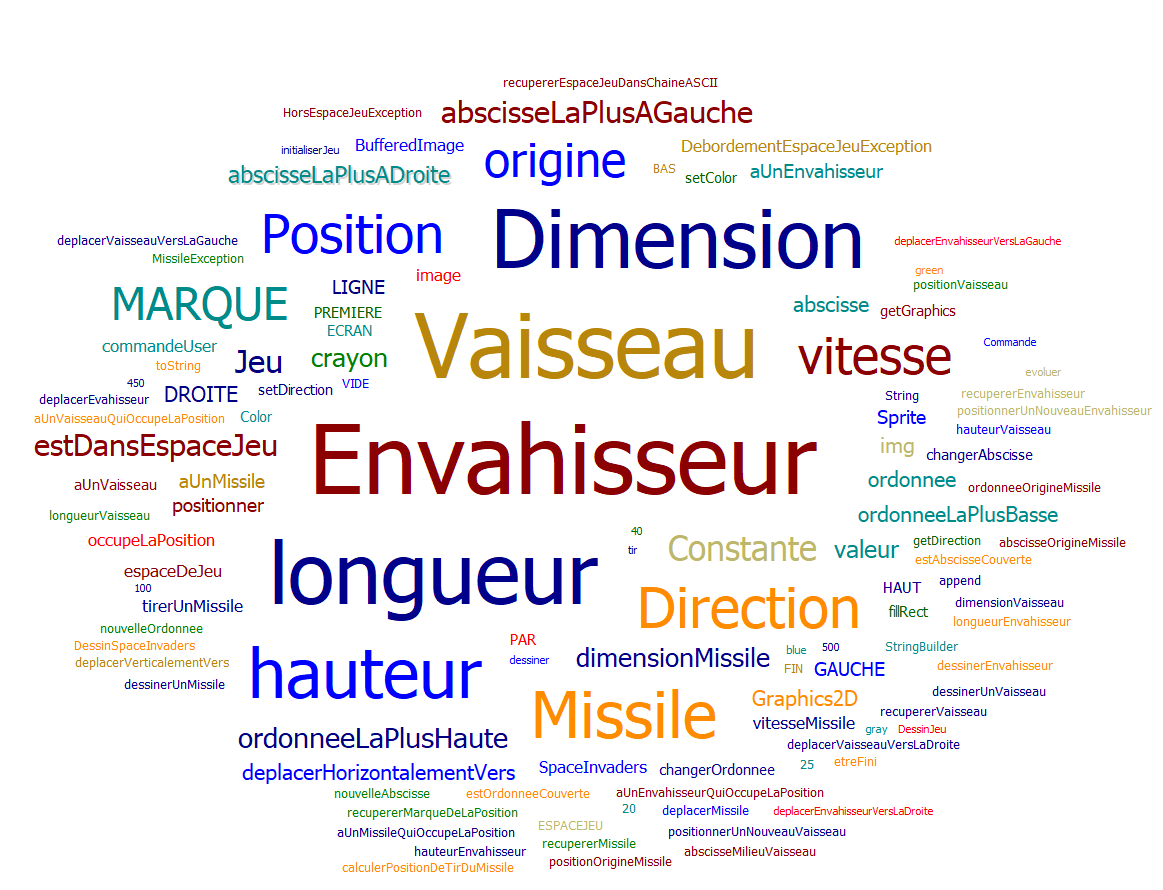 recupererEspaceJeuDansChaineASCII
HorsEspaceJeuException
abscisseLaPlusAGauche
initialiserJeu
BufferedImage
origine
BAS
DebordementEspaceJeuException
abscisseLaPlusADroite
setColor
aUnEnvahisseur
deplacerVaisseauVersLaGauche
Position
Dimension
deplacerEnvahisseurVersLaGauche
MissileException
image
green
positionVaisseau
MARQUE
LIGNE
PREMIERE
ECRAN
abscisse
getGraphics
commandeUser
Jeu
crayon
Vaisseau
vitesse
Commande
toString
450
deplacerEvahisseur
DROITE
setDirection
VIDE
evoluer
String
recupererEnvahisseur
aUnVaisseauQuiOccupeLaPosition
Color
Sprite
positionnerUnNouveauEnvahisseur
hauteurVaisseau
estDansEspaceJeu
Envahisseur
img
changerAbscisse
aUnVaisseau
aUnMissile
ordonnee
ordonneeOrigineMissile
longueurVaisseau
positionner
ordonneeLaPlusBasse
occupeLaPosition
40
tir
Constante
valeur
getDirection
abscisseOrigineMissile
estAbscisseCouverte
espaceDeJeu
100
tirerUnMissile
longueur
HAUT
append
Direction
fillRect
dimensionVaisseau
longueurEnvahisseur
nouvelleOrdonnee
DessinSpaceInvaders
PAR
blue
500
StringBuilder
deplacerVerticalementVers
hauteur
dessiner
dimensionMissile
FIN
GAUCHE
dessinerEnvahisseur
dessinerUnMissile
Missile
Graphics2D
dessinerUnVaisseau
vitesseMissile
recupererVaisseau
gray
DessinJeu
ordonneeLaPlusHaute
deplacerVaisseauVersLaDroite
deplacerHorizontalementVers
SpaceInvaders
changerOrdonnee
25
etreFini
nouvelleAbscisse
estOrdonneeCouverte
aUnEnvahisseurQuiOccupeLaPosition
recupererMarqueDeLaPosition
20
deplacerMissile
deplacerEnvahisseurVersLaDroite
aUnMissileQuiOccupeLaPosition
ESPACEJEU
positionnerUnNouveauVaisseau
hauteurEnvahisseur
recupererMissile
abscisseMilieuVaisseau
calculerPositionDeTirDuMissile
positionOrigineMissile